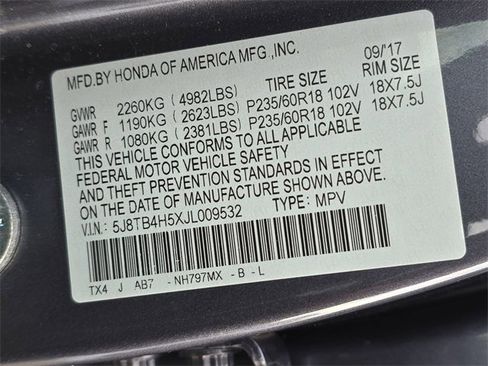 MFD.BY HONDA OF AMERICA MFG.,INC. 09/'17
TIRE SIZE RIM SIZE
GVWR 2260KG (4982LBS)
GAWR F 1190KG (2623LBS) P235/60R18 102V 18X7.5J
GAWR R 1080KG (2381LBS) P235/60R18 102V 18X7.5J
THIS VEHICLE CONFORMS TO ALL APPLICABLE
FEDERAL MOTOR VEHICLE SAFETY
AND THEFT PREVENTION STANDARDS IN EFFECT ON
THE DATE OF MANUFACTURE SHOWN ABOVE.
V.I.N.: 5J8TB4H5XJL009532 TYPE: MPV
TX4 J AB7 - NH797MX - B - L